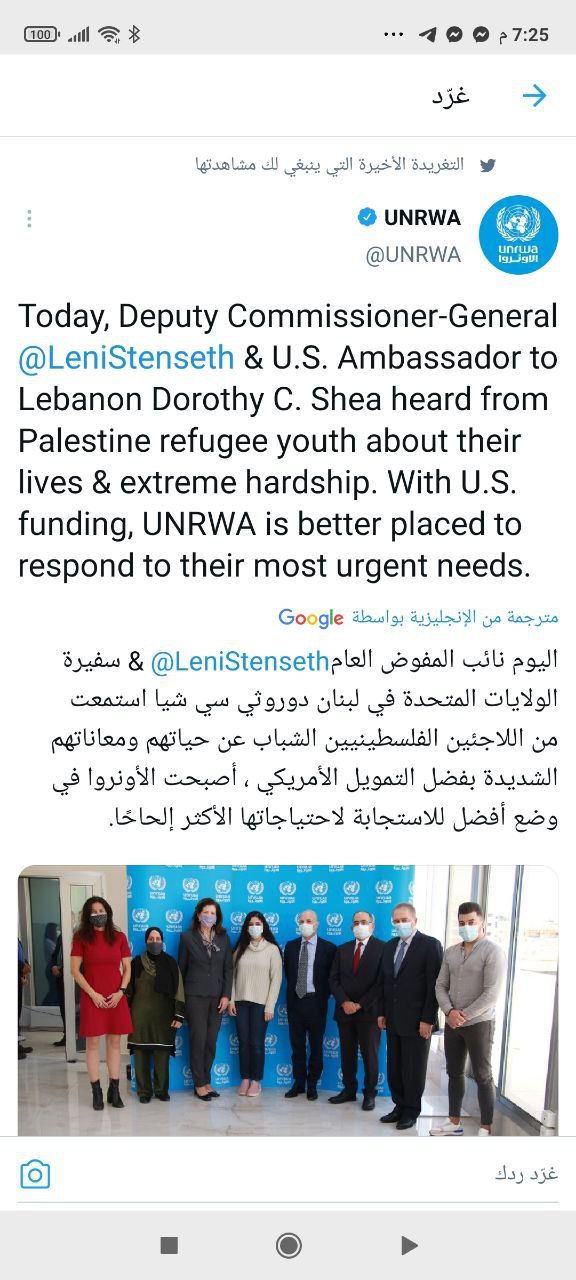 100
... م 7:25
غرّد
التغريدة الأخيرة التي ينبغي لك مشاهدتها
UNRWA
@UNRWA
unrwa
الأونروا
Today, Deputy Commissioner-General
@LeniStenseth & U.S. Ambassador to
Lebanon Dorothy C. Shea heard from
Palestine refugee youth about their
lives & extreme hardship. With U.S.
funding, UNRWA is better placed to
respond to their most urgent needs.
مترجمة من الإنجليزية بواسطة Google
اليوم نائب المفوض العام@LeniStenseth & سفيرة
الولايات المتحدة في لبنان دوروثي سي شيا استمعت
من اللاجئين الفلسطينيين الشباب عن حياتهم ومعاناتهم
الشديدة بفضل التمويل الأمريكي ، أصبحت الأونروا في
وضع أفضل للاستجابة لاحتياجاتها الأكثر إلحاحًا.
unrwa
غرّد ردك